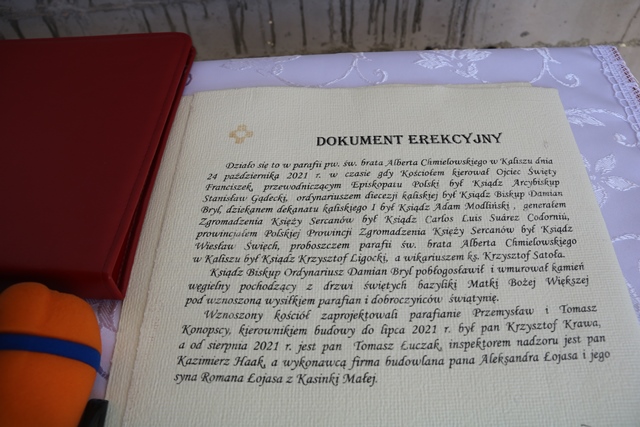 DOKUMENT EREKCYJNY
Działo się to w parafii pw. św. brata Alberta Chmielowskiego w Kaliszu dnia
24 października 2021 r. w czasie gdy Kościołem kierował Ojciec Święty
Franciszek, przewodniczącym Episkopatu Polski był Ksiądz Arcybiskup
Stanisław Gądecki, ordynariuszem diecezji kaliskiej był Ksiądz Biskup Damian
Bryl, dziekanem dekanatu kaliskiego I był Ksiądz Adam Modliński , generałem
Zgromadzenia Księży Sercanów był Ksiądz Carlos Luis Suárez Codorniú,
prowincjałem Polskiej Prowincji Zgromadzenia Księży Sercanów był Ksiądz
Wiesław Święch, proboszczem parafii św. brata Alberta Chmielowskiego
w Kaliszu był Ksiądz Krzysztof Ligocki, a wikariuszem ks. Krzysztof Satoła.
Ksiądz Biskup Ordynariusz Damian Bryl pobłogosławił i wmurował kamień
węgielny pochodzący z drzwi świętych bazyliki Matki Bożej Większej
pod wznoszoną wysiłkiem parafian i dobroczyńców świątynię.
Wznoszony kościół zaprojektowali parafianie Przemysław i Tomasz
Konopscy, kierownikiem budowy do lipca 2021 r. był pan Krzysztof Krawa,
a od sierpnia 2021 r. jest pan Tomasz Łuczak, inspektorem nadzoru jest pan
Kazimierz Haak, a wykonawcą firma budowlana pana Aleksandra Łojasa i jego
syna Romana Łojasa z Kasinki Małej.